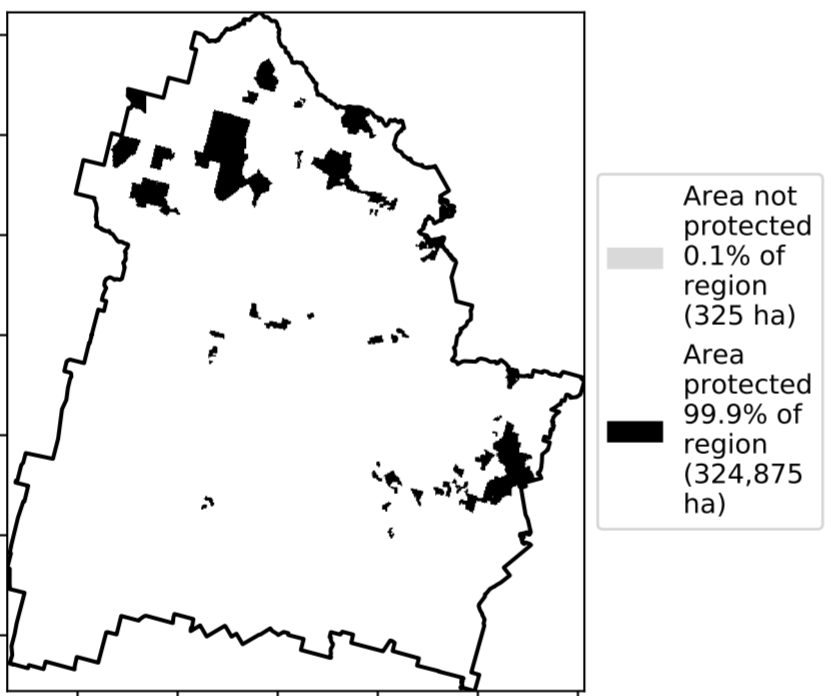 Area not
protected
0.1% of
region
(325 ha)
Area
protected
99.9% of
region
(324,875
ha)